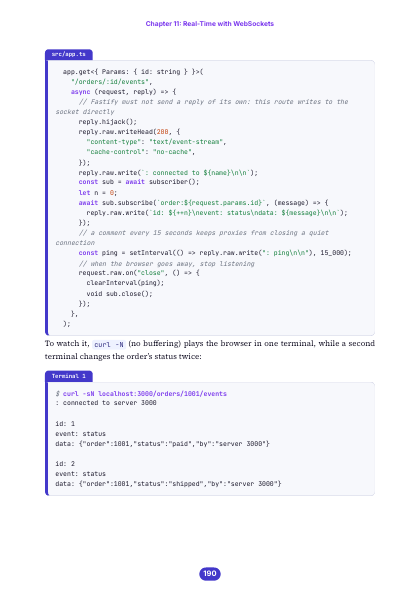 Chapter 11: Real-Time with WebSockets
src/app.ts
app.get<{ Params: { id: string } }>(
"/orders/:id/events",
async (request, reply) => {
// Fastify must not send a reply of its own: this route writes to the
socket directly
reply.hijack();
reply.raw.writeHead(200, {
"content-type": "text/event-stream",
"cache-control": "no-cache",
});
reply.raw.write(`: connected to ${name}\n\n`);
const sub = await subscriber();
let n = 0;
await sub.subscribe(`order:${request.params.id}`, (message) => {
reply.raw.write(`id: ${++n}\nevent: status\ndata: ${message}\n\n`);
});
// a comment every 15 seconds keeps proxies from closing a quiet
connection
const ping = setInterval(() => reply.raw.write(": ping\n\n"), 15_000);
// when the browser goes away, stop listening
request.raw.on("close", () => {
clearInterval(ping);
void sub.close();
});
},
);
To watch it, curl -N (no buffering) plays the browser in one terminal, while a second
terminal changes the order's status twice:
Terminal 1
$ curl -sN localhost:3000/orders/1001/events
: connected to server 3000
id: 1
event: status
data: {"order":1001,"status":"paid","by":"server 3000"}
id: 2
event: status
data: {"order":1001,"status":"shipped","by":"server 3000"}
190